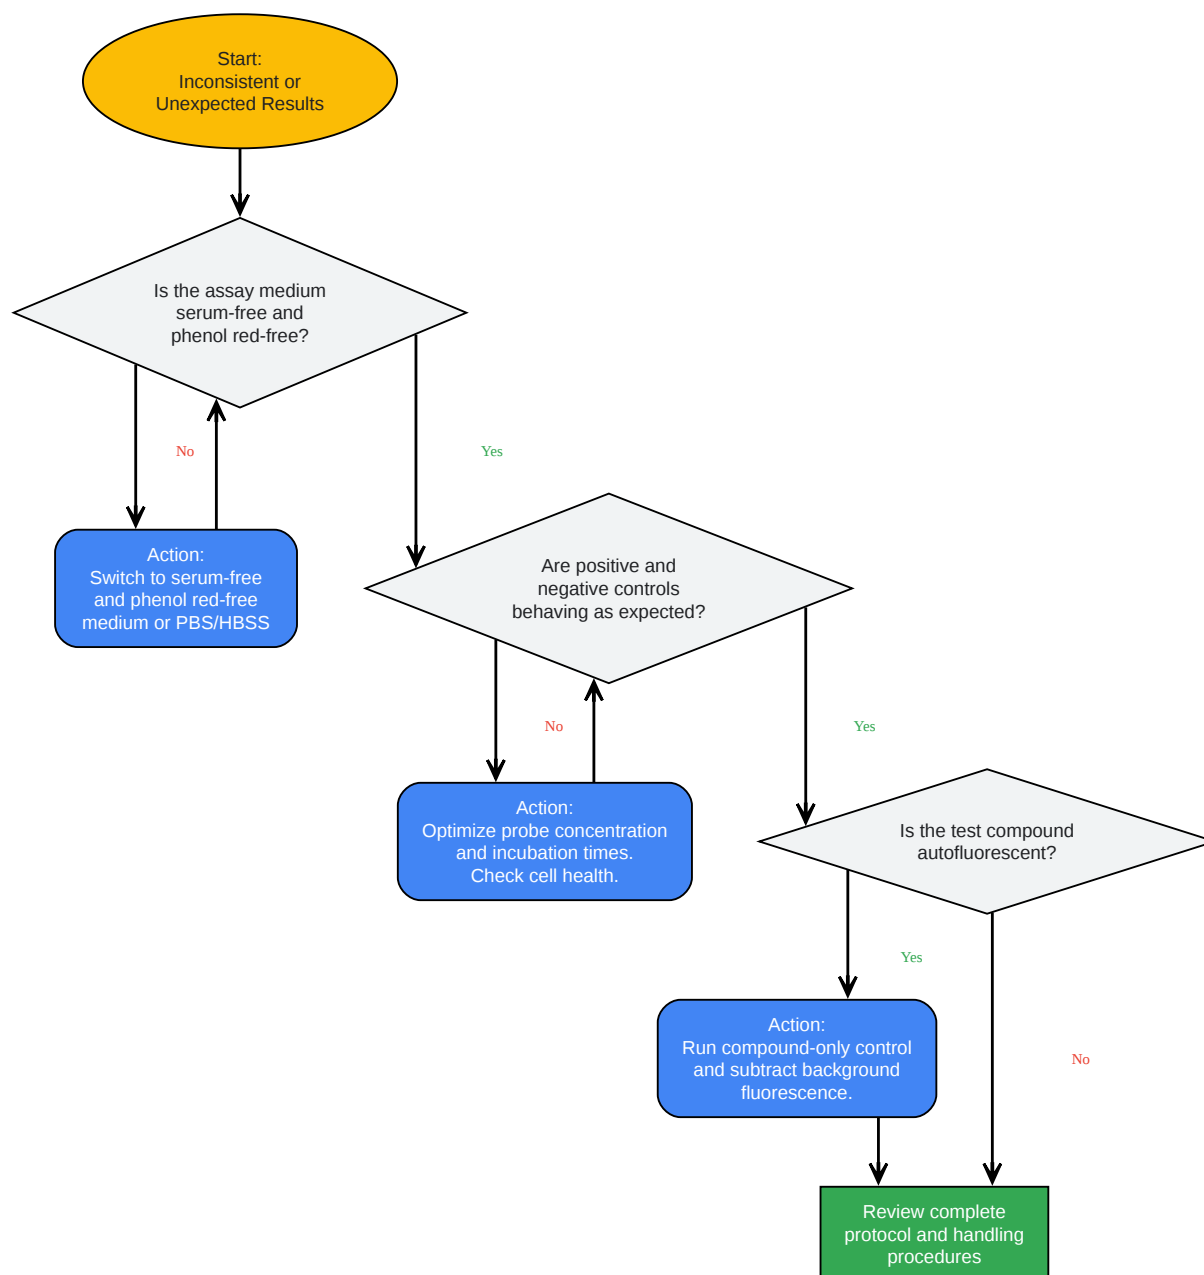 Start:
Inconsistent or
Unexpected Results
Is the assay medium
serum-free and
phenol red-free?
No
Yes
Action:
Switch to serum-free
and phenol red-free
medium or PBS/HBSS
Are positive and
negative controls
behaving as expected?
No
Yes
Action:
Optimize probe concentration
and incubation times.
Check cell health.
Is the test compound
autofluorescent?
Yes
No
Action:
Run compound-only control
and subtract background
fluorescence.
Review complete
protocol and handling
procedures